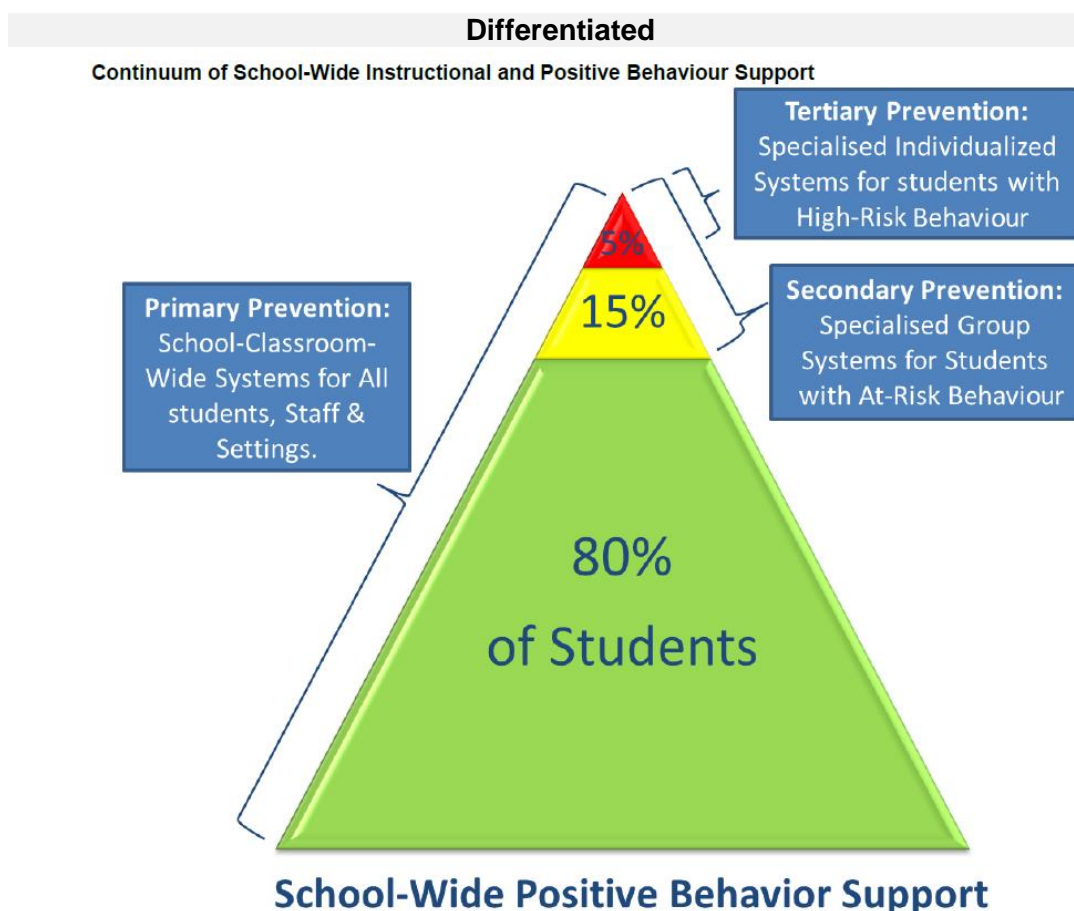 Differentiated
Continuum of School-Wide Instructional and Positive Behaviour Support
Tertiary Prevention:
Specialised Individualized
Systems for students with
High-Risk Behaviour
5%
Primary Prevention:
School-Classroom-
Wide Systems for All
students, Staff &
Settings.
15%
Secondary Prevention:
Specialised Group
Systems for Students
with At-Risk Behaviour
80%
of Students
School-Wide Positive Behavior Support